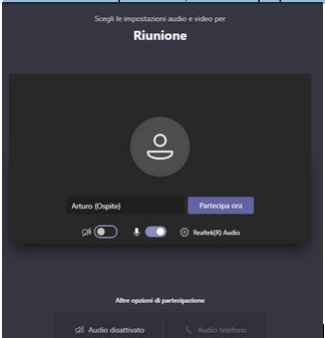 Scegli le impostazioni audio e video per
Riunione
Arturo (Ospite)
Partecipa ora
Realtek(R) Audio
Altre opzioni di partecipazione
Audio disattivato
Audio telefono